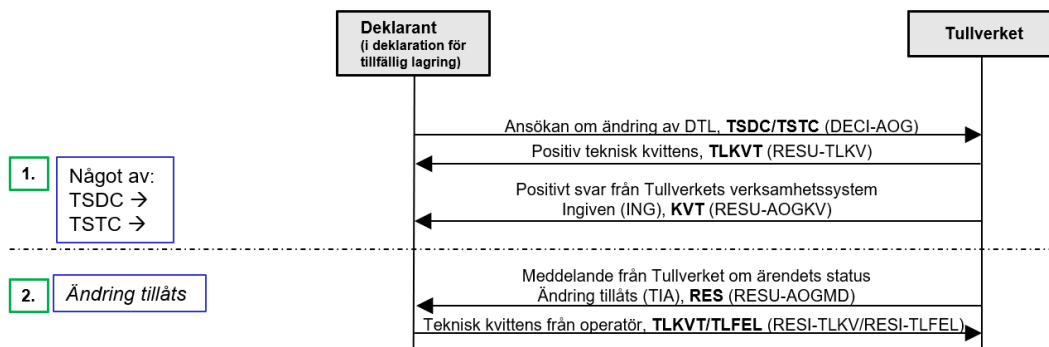 Deklarant
(i deklaration för
tillfällig lagring)
Tullverket
Ansökan om ändring av DTL, TSDC/TSTC (DECI-AOG)
Positiv teknisk kvittens, TLKVT (RESU-TLKV)
1.
Något av:
TSDC →
TSTC →
Positivt svar från Tullverkets verksamhetssystem
Ingiven (ING), KVT (RESU-AOGKV)
2.
Ändring tillåts
Meddelande från Tullverket om ärendets status
Ändring tillåts (TIA), RES (RESU-AOGMD)
Teknisk kvittens från operatör, TLKVT/TLFEL (RESI-TLKV/RESI-TLFEL)